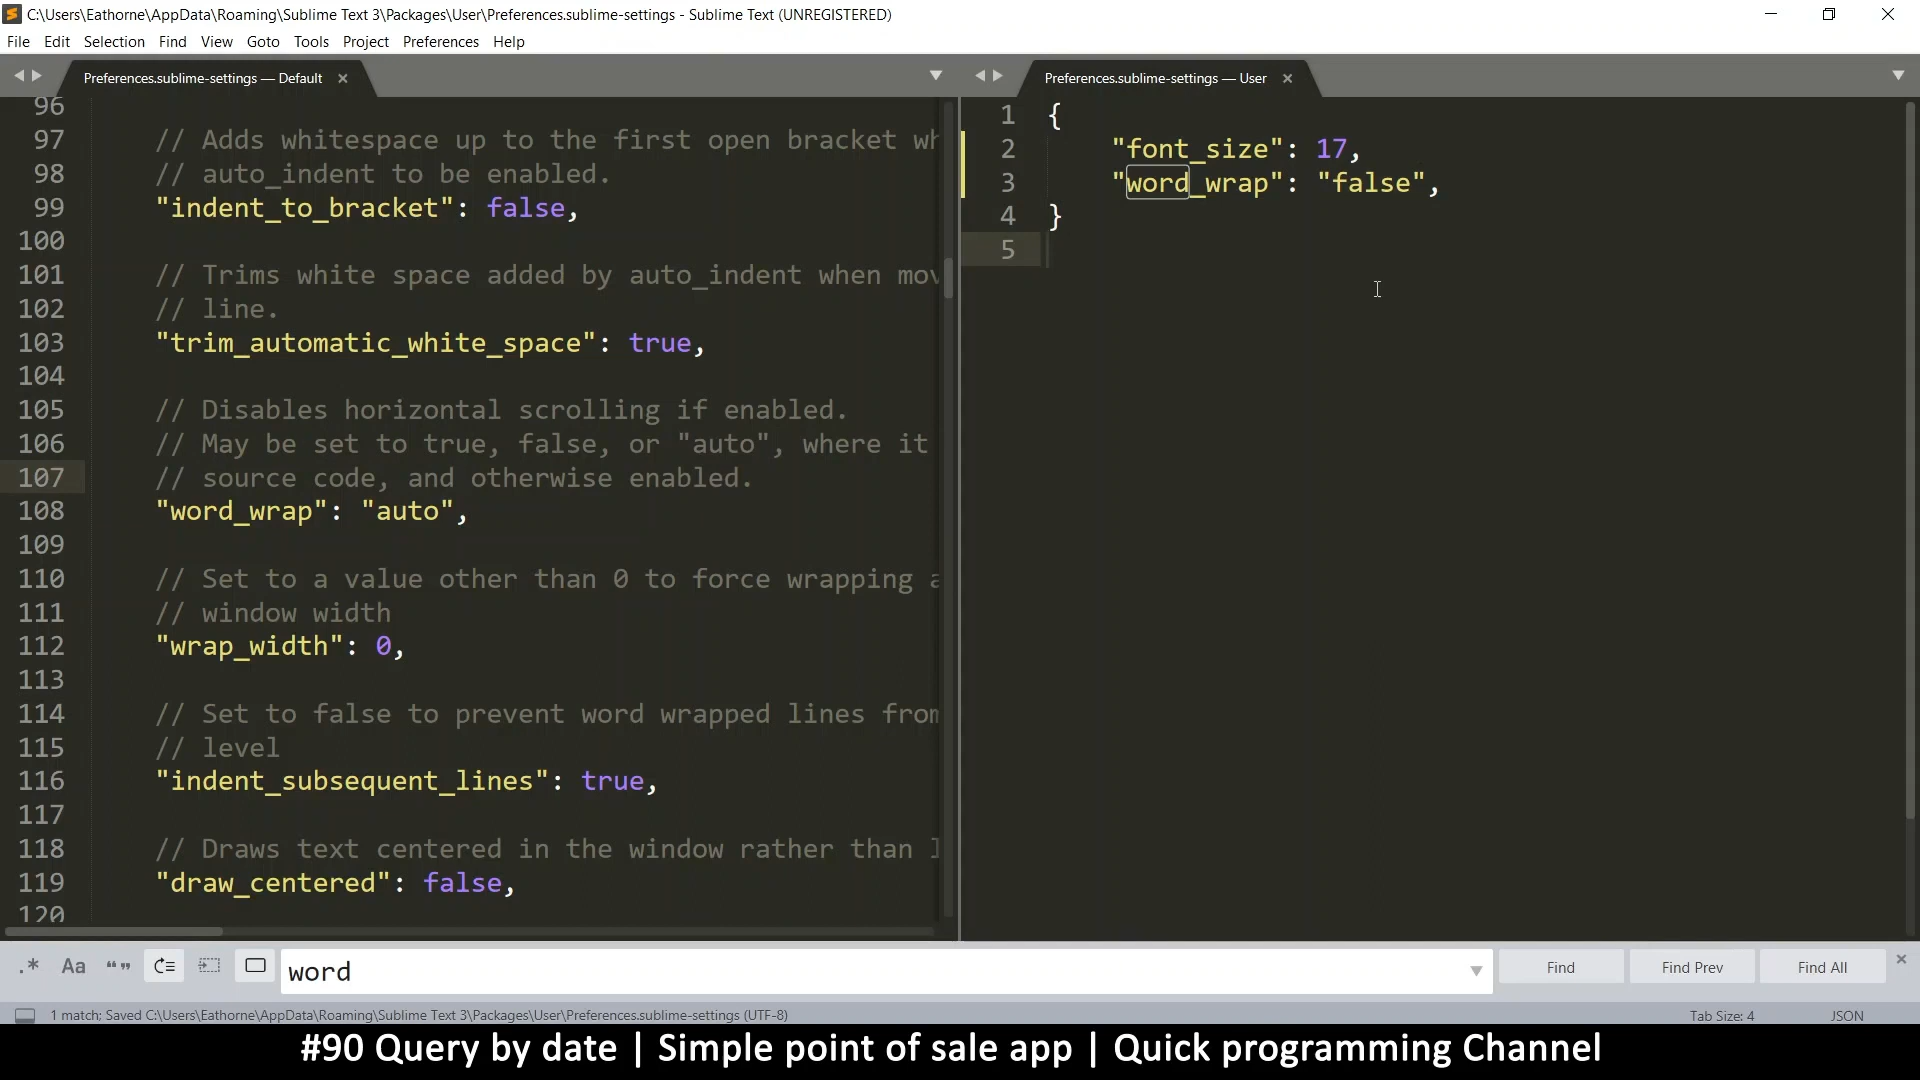 C:\Users\Eathorne\AppData\Roaming\Sublime Text 3\Packages\User\Preferences.sublime-settings - Sublime Text (UNREGISTERED)
File Edit Selection Find View Goto Tools Project Preferences Help
Preferences.sublime-settings — Default
96
97 // Adds whitespace up to the first open bracket wh
98 // auto_indent to be enabled.
99 "indent_to_bracket": false,
100
101 // Trims white space added by auto_indent when mov
102 // line.
103 "trim_automatic_white_space": true,
104
105 // Disables horizontal scrolling if enabled.
106 // May be set to true, false, or "auto", where it
107 // source code, and otherwise enabled.
108 "word_wrap": "auto",
109
110 // Set to a value other than 0 to force wrapping a
111 // window width
112 "wrap_width": 0,
113
114 // Set to false to prevent word wrapped lines from
115 // level
116 "indent_subsequent_lines": true,
117
118 // Draws text centered in the window rather than l
119 "draw_centered": false,
120
Preferences.sublime-settings — User
1 {
2 "font_size": 17,
3 "word_wrap": "false",
4 }
5
.* Aa “ ” word Find Find Prev Find All
1 match; Saved C:\Users\Eathorne\AppData\Roaming\Sublime Text 3\Packages\User\Preferences.sublime-settings (UTF-8) Tab Size: 4 JSON
#90 Query by date | Simple point of sale app | Quick programming Channel